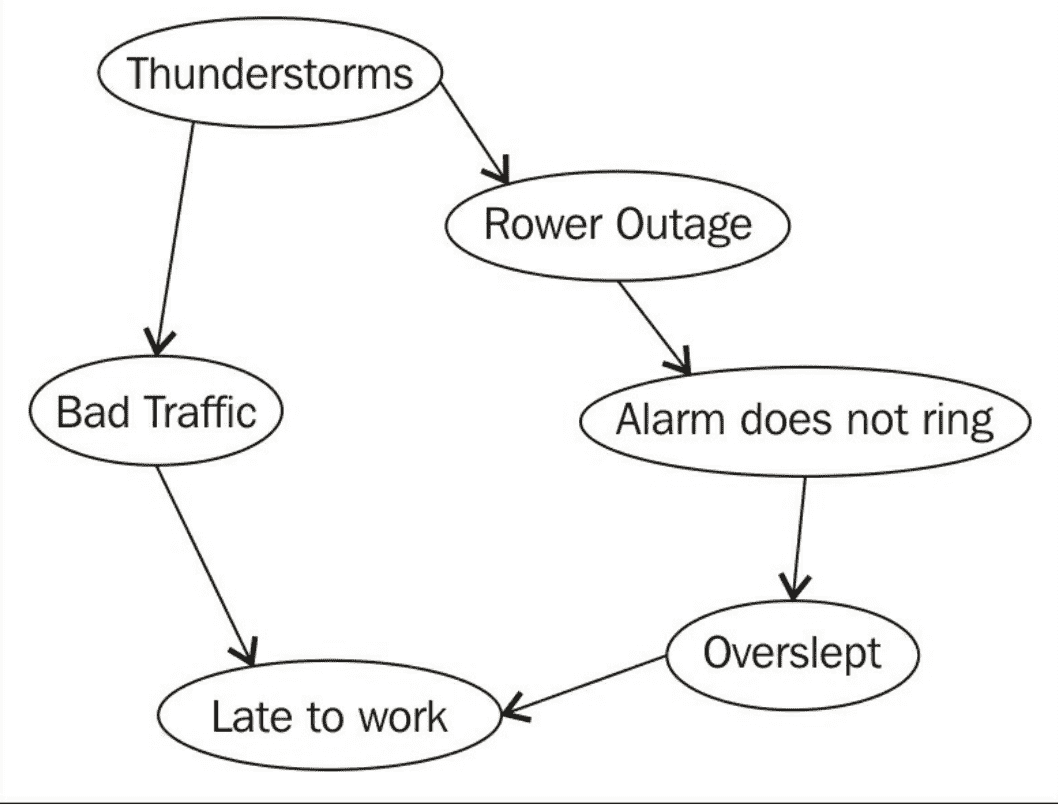 Thunderstorms
Rower Outage
Bad Traffic
Alarm does not ring
Overslept
Late to work